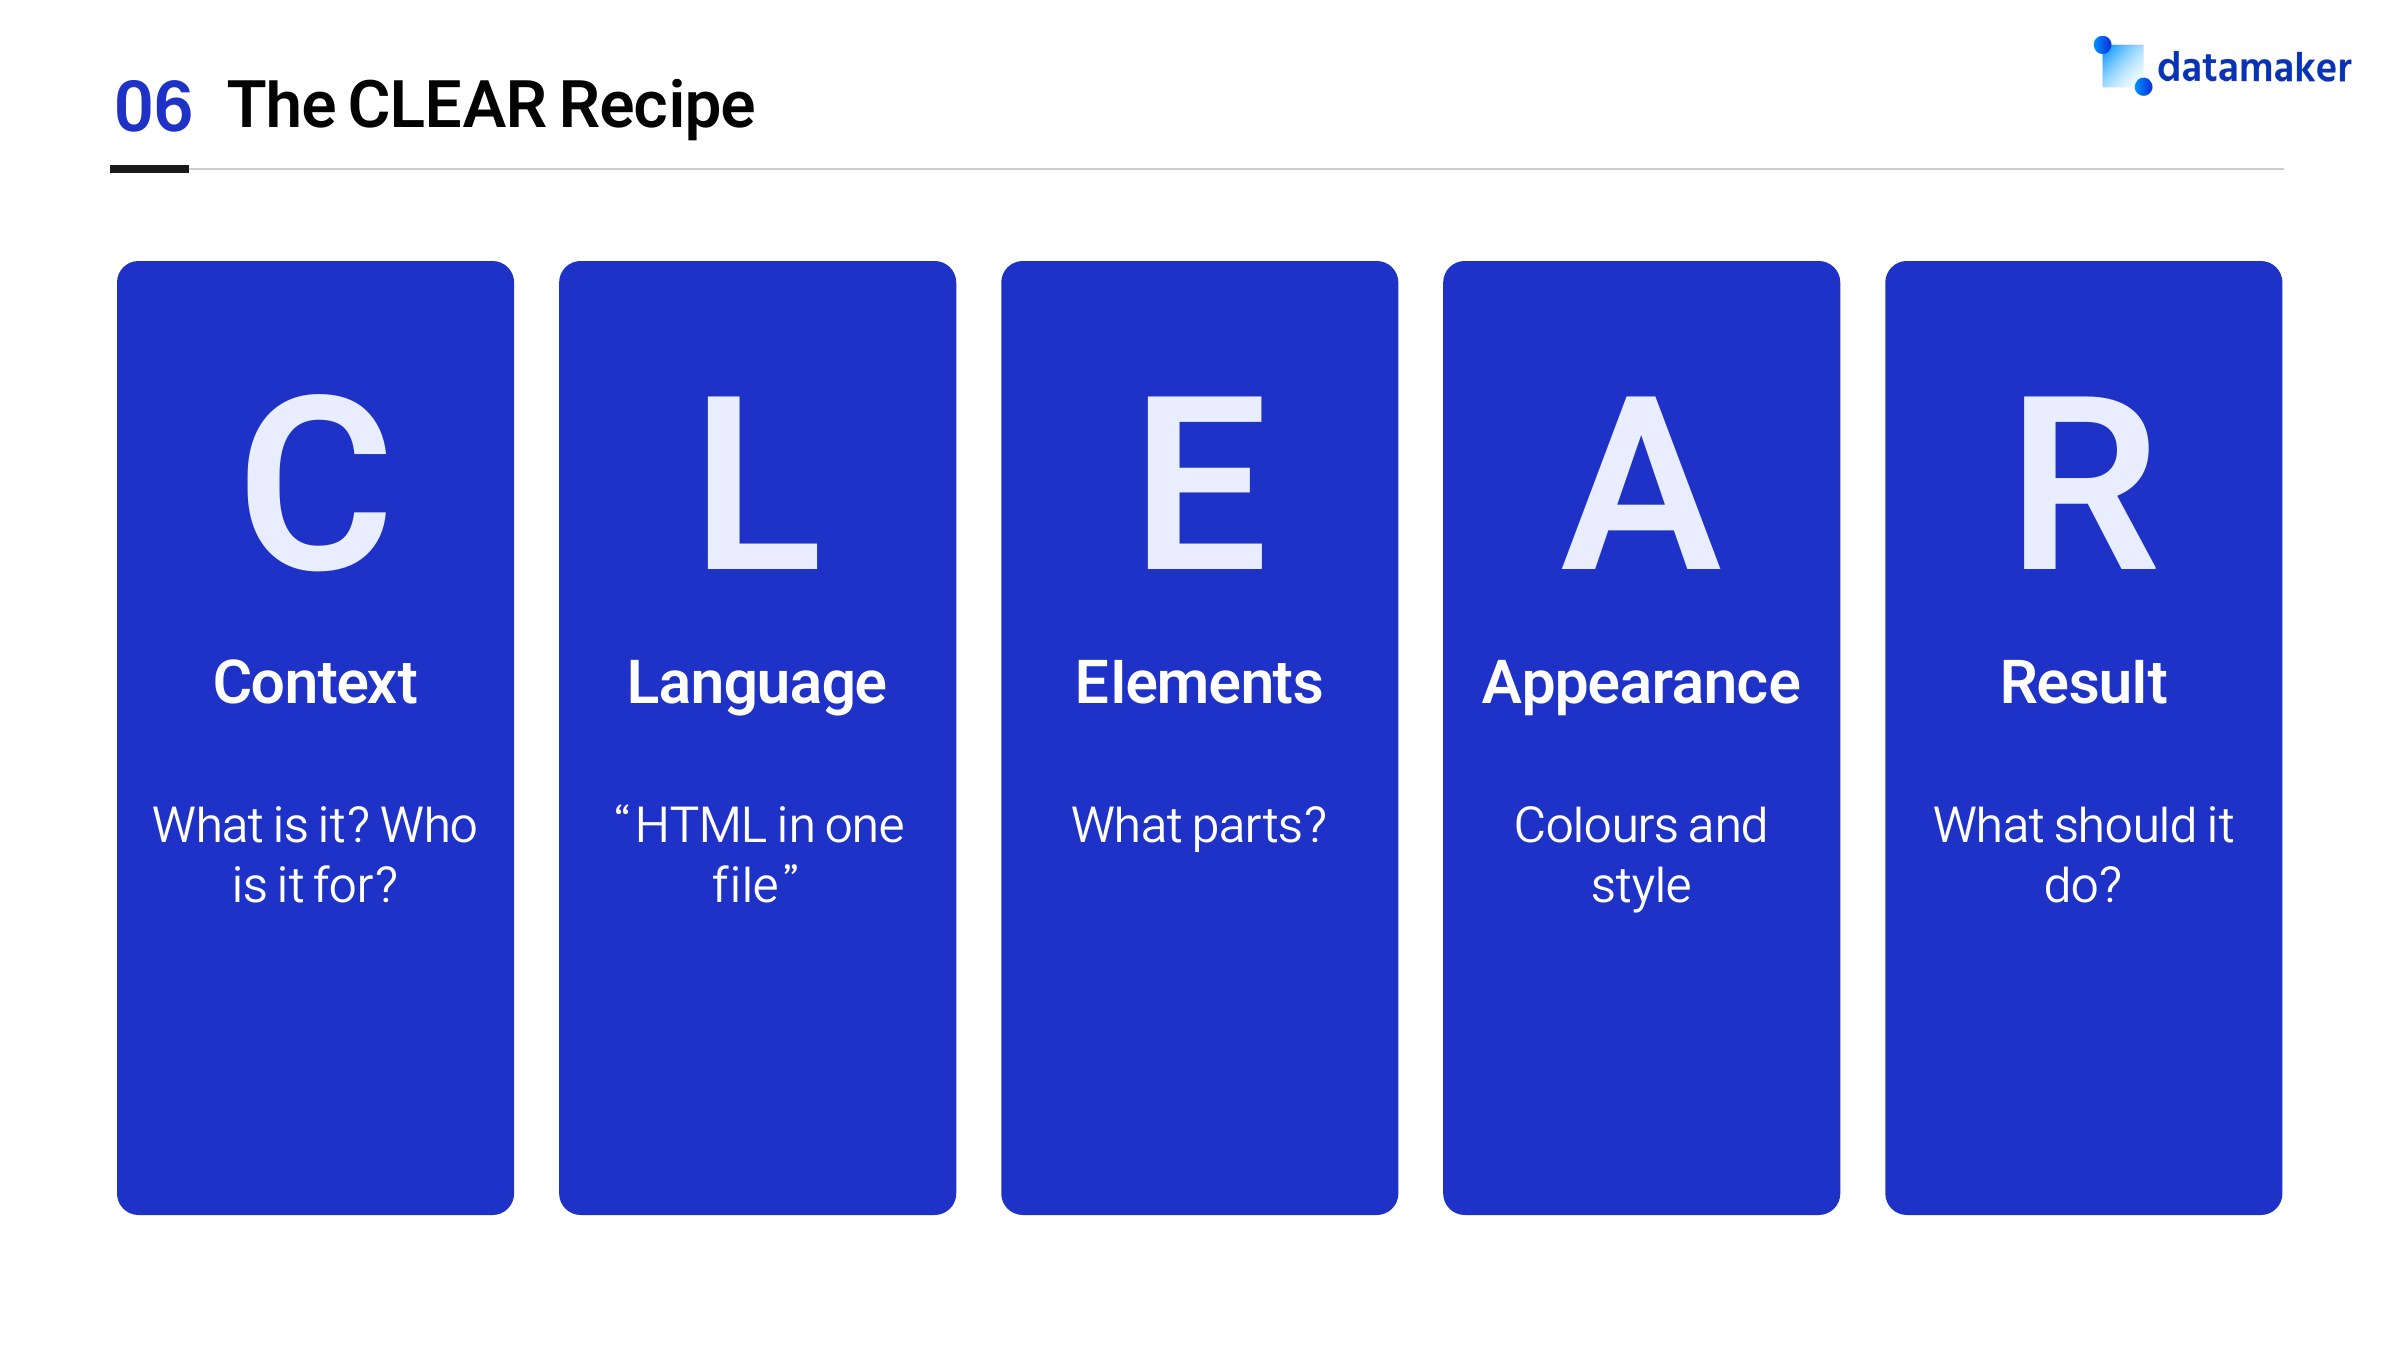 06 The CLEAR Recipe
datamaker
C
Context
What is it? Who
is it for?
L
Language
“HTML in one
file”
E
Elements
What parts?
A
Appearance
Colours and
style
R
Result
What should it
do?